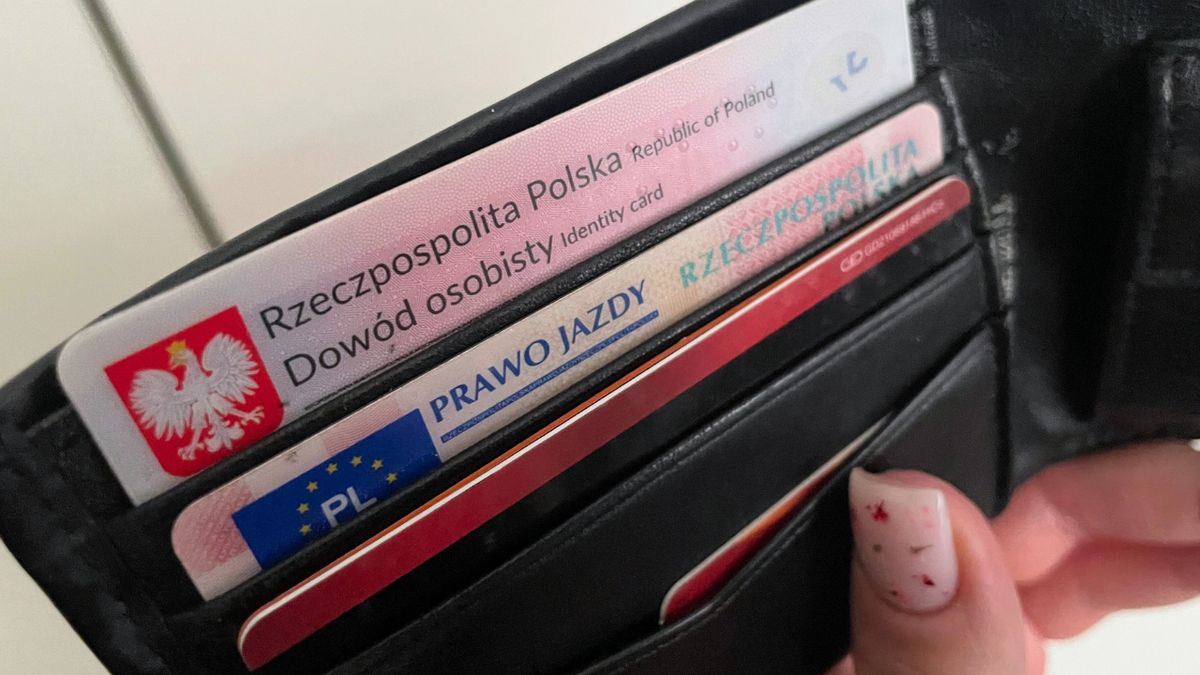 Rzeczpospolita Polska Republic of Poland
Dowód osobisty Identity card
PRAWO JAZDY
RZECZPOSPOLITA
POLSKA
PL